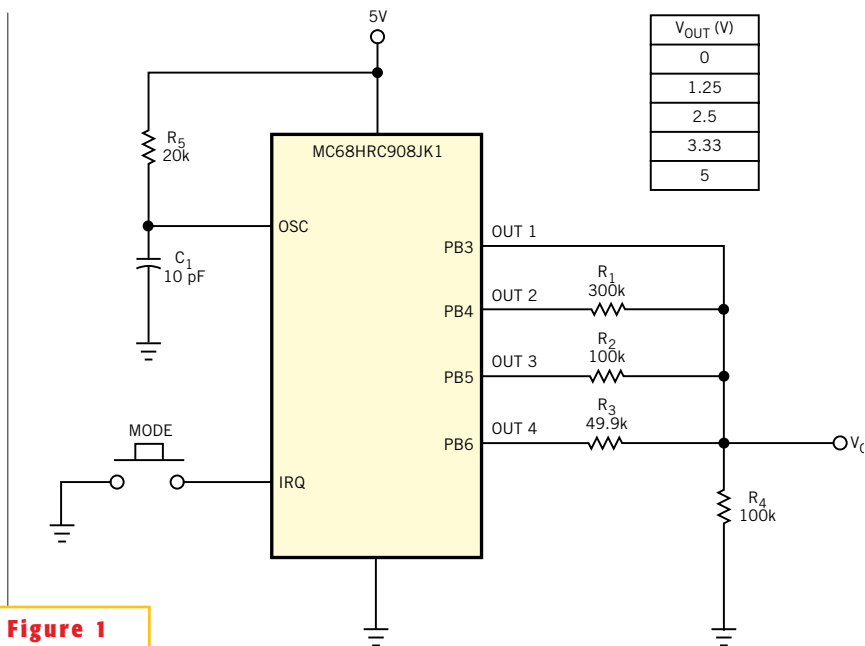 5V
V_OUT (V)
0
1.25
2.5
3.33
5
MC68HRC908JK1
R5
20k
OSC
C1
10 pF
PB3
OUT 1
R1
300k
PB4
OUT 2
R2
100k
PB5
OUT 3
R3
49.9k
PB6
OUT 4
MODE
IRQ
R4
100k
Figure 1